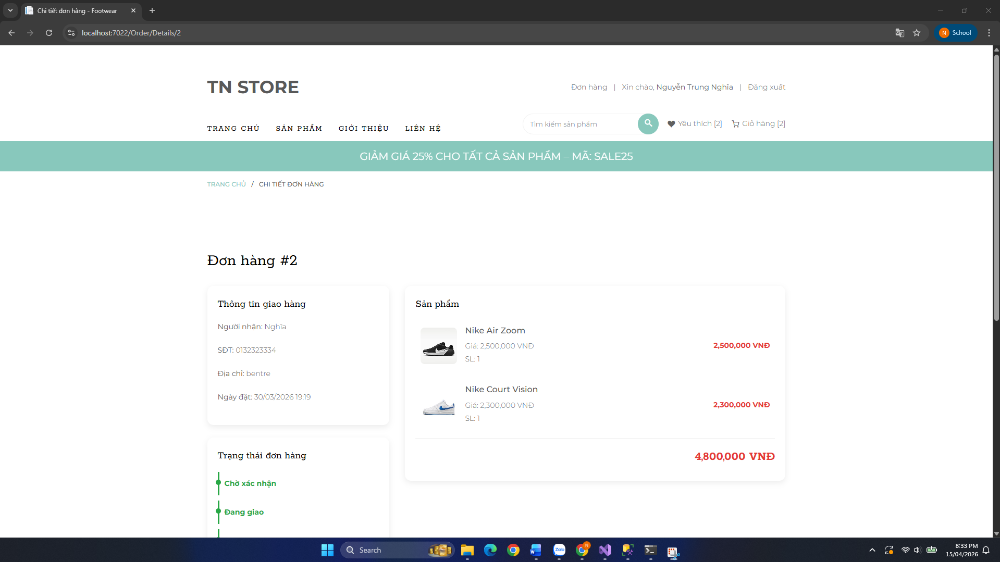 Chi tiết đơn hàng - Footwear
localhost:7022/Order/Details/2
N School
TN STORE
Đơn hàng | Xin chào, Nguyễn Trung Nghĩa | Đăng xuất
TRANG CHỦ SẢN PHẨM GIỚI THIỆU LIÊN HỆ
Tìm kiếm sản phẩm
Yêu thích [2]
Giỏ hàng [2]
GIẢM GIÁ 25% CHO TẤT CẢ SẢN PHẨM – MÃ: SALE25
TRANG CHỦ / CHI TIẾT ĐƠN HÀNG
Đơn hàng #2
Thông tin giao hàng
Người nhận: Nghĩa
SĐT: 0132323334
Địa chỉ: bentre
Ngày đặt: 30/03/2026 19:19
Trạng thái đơn hàng
Chờ xác nhận
Đang giao
Sản phẩm
Nike Air Zoom
Giá: 2,500,000 VNĐ
SL: 1
2,500,000 VNĐ
Nike Court Vision
Giá: 2,300,000 VNĐ
SL: 1
2,300,000 VNĐ
4,800,000 VNĐ
Search
Zalo
N
8:33 PM
15/04/2026